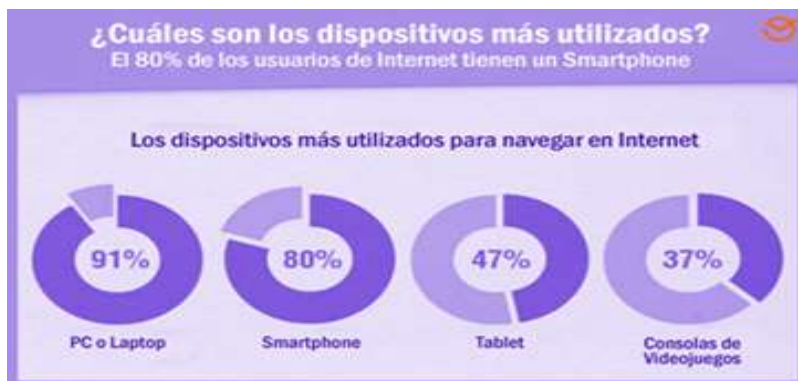 ¿Cuáles son los dispositivos más utilizados?
El 80% de los usuarios de Internet tienen un Smartphone
Los dispositivos más utilizados para navegar en Internet
91%
80%
47%
37%
PC o Laptop
Smartphone
Tablet
Consolas de
Videojuegos